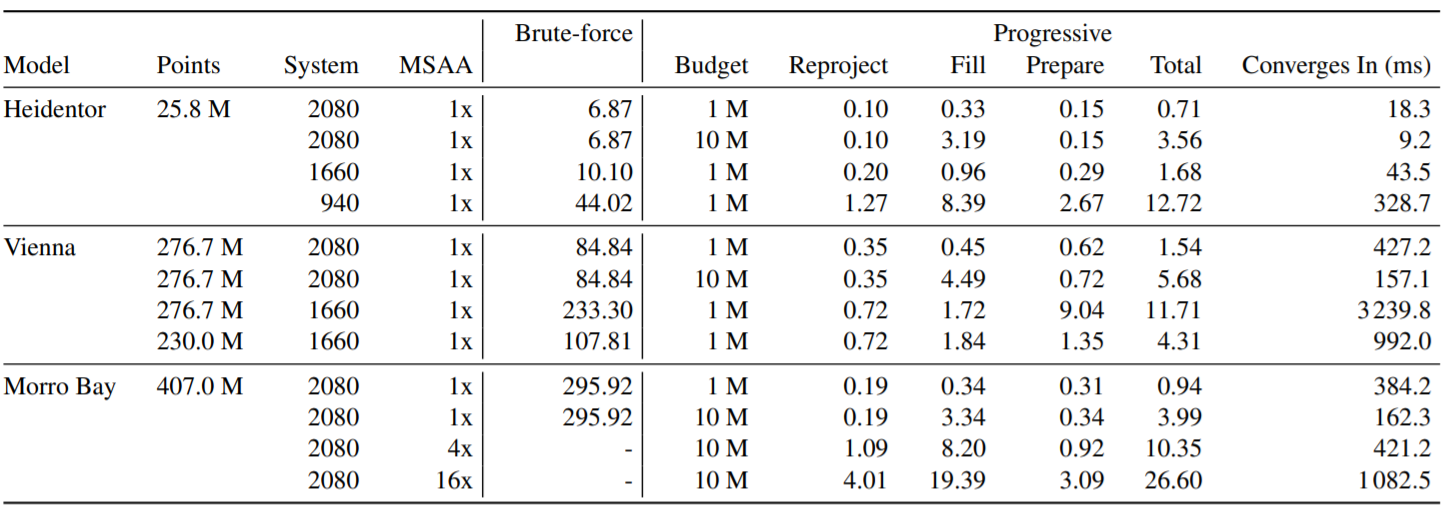 Brute-force Progressive
Model Points System MSAA Budget Reproject Fill Prepare Total Converges In (ms)
Heidentor 25.8 M 2080 1x 6.87 1 M 0.10 0.33 0.15 0.71 18.3
2080 1x 6.87 10 M 0.10 3.19 0.15 3.56 9.2
1660 1x 10.10 1 M 0.20 0.96 0.29 1.68 43.5
940 1x 44.02 1 M 1.27 8.39 2.67 12.72 328.7
Vienna 276.7 M 2080 1x 84.84 1 M 0.35 0.45 0.62 1.54 427.2
276.7 M 2080 1x 84.84 10 M 0.35 4.49 0.72 5.68 157.1
276.7 M 1660 1x 233.30 1 M 0.72 1.72 9.04 11.71 3 239.8
230.0 M 1660 1x 107.81 1 M 0.72 1.84 1.35 4.31 992.0
Morro Bay 407.0 M 2080 1x 295.92 1 M 0.19 0.34 0.31 0.94 384.2
2080 1x 295.92 10 M 0.19 3.34 0.34 3.99 162.3
2080 4x - 10 M 1.09 8.20 0.92 10.35 421.2
2080 16x - 10 M 4.01 19.39 3.09 26.60 1 082.5